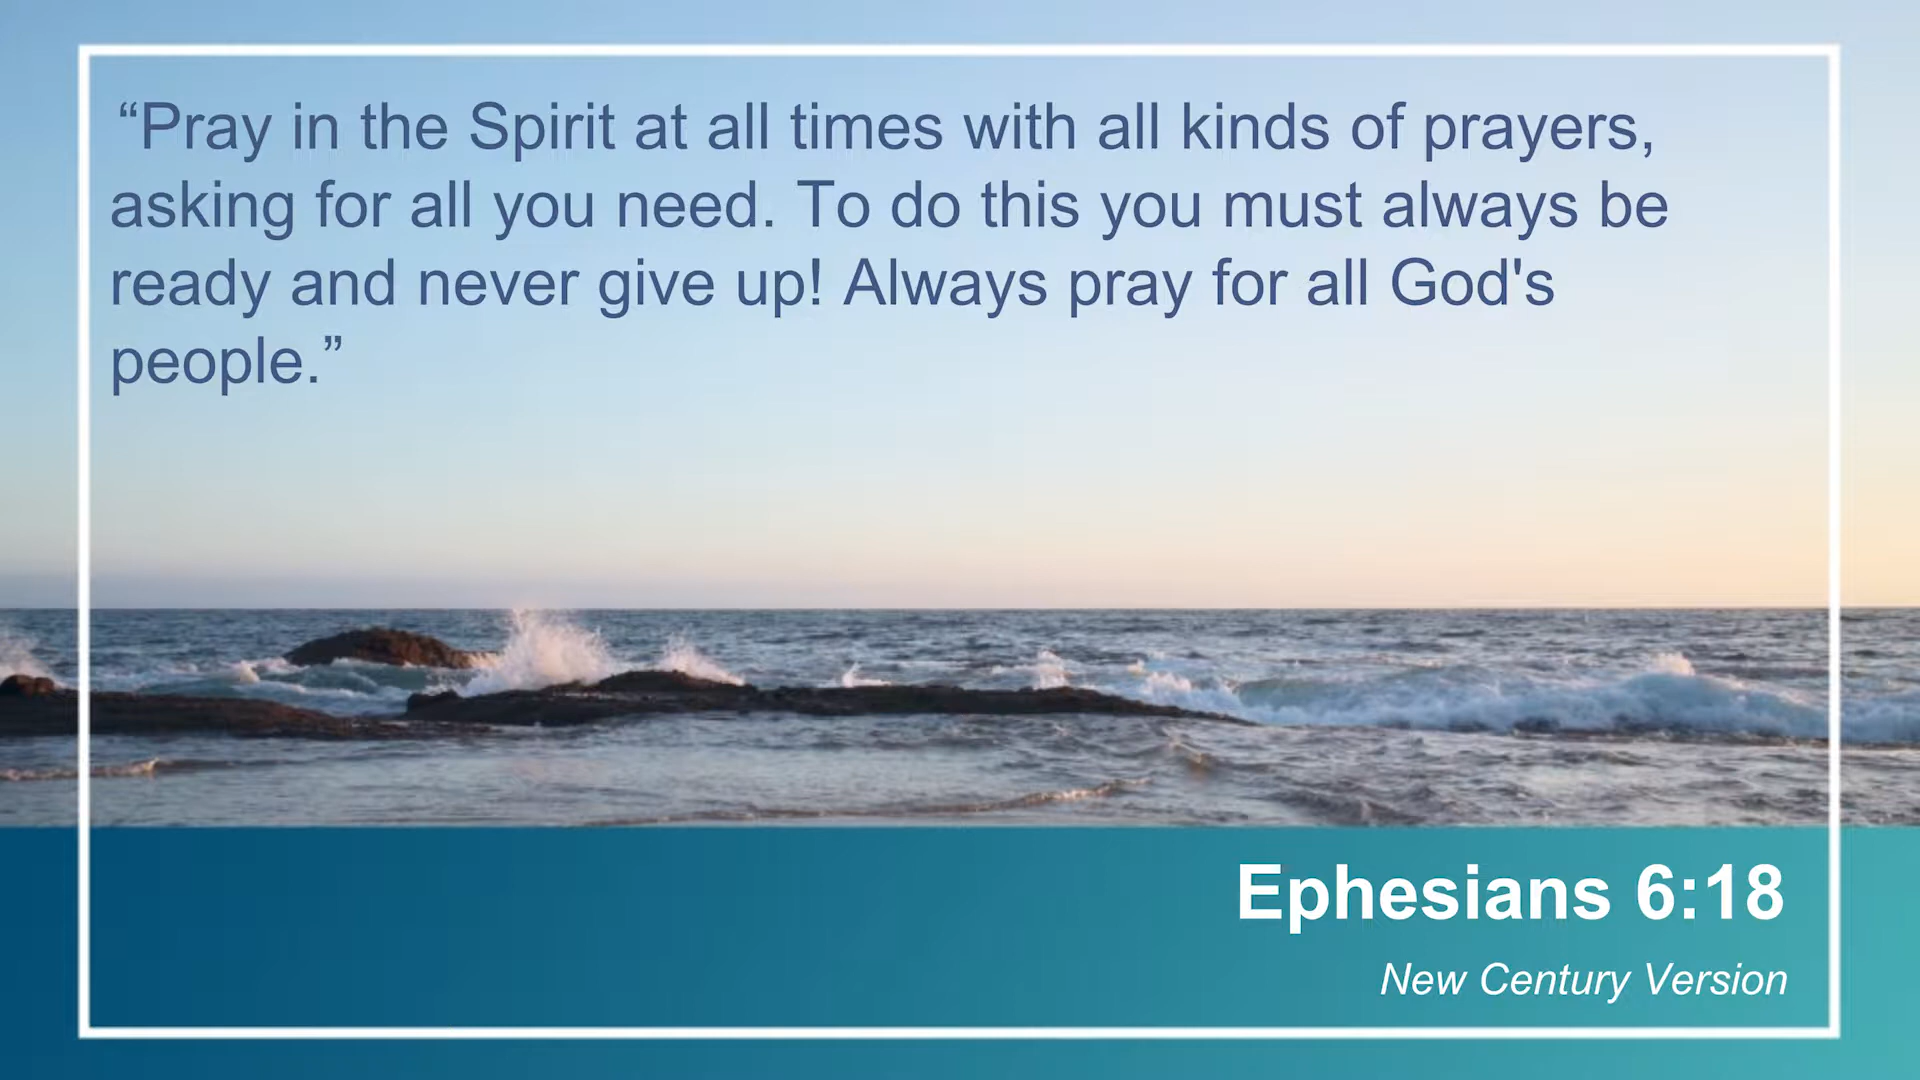 “Pray in the Spirit at all times with all kinds of prayers,
asking for all you need. To do this you must always be
ready and never give up! Always pray for all God's
people.”
Ephesians 6:18
New Century Version